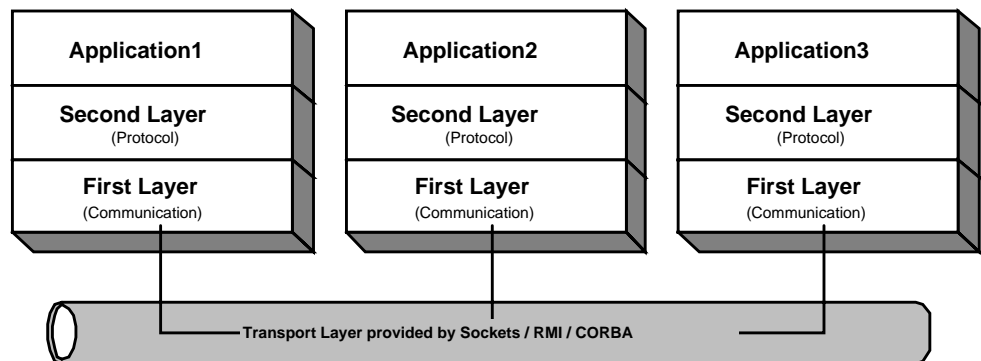 Application1
Second Layer
(Protocol)
First Layer
(Communication)
Application2
Second Layer
(Protocol)
First Layer
(Communication)
Application3
Second Layer
(Protocol)
First Layer
(Communication)
Transport Layer provided by Sockets / RMI / CORBA